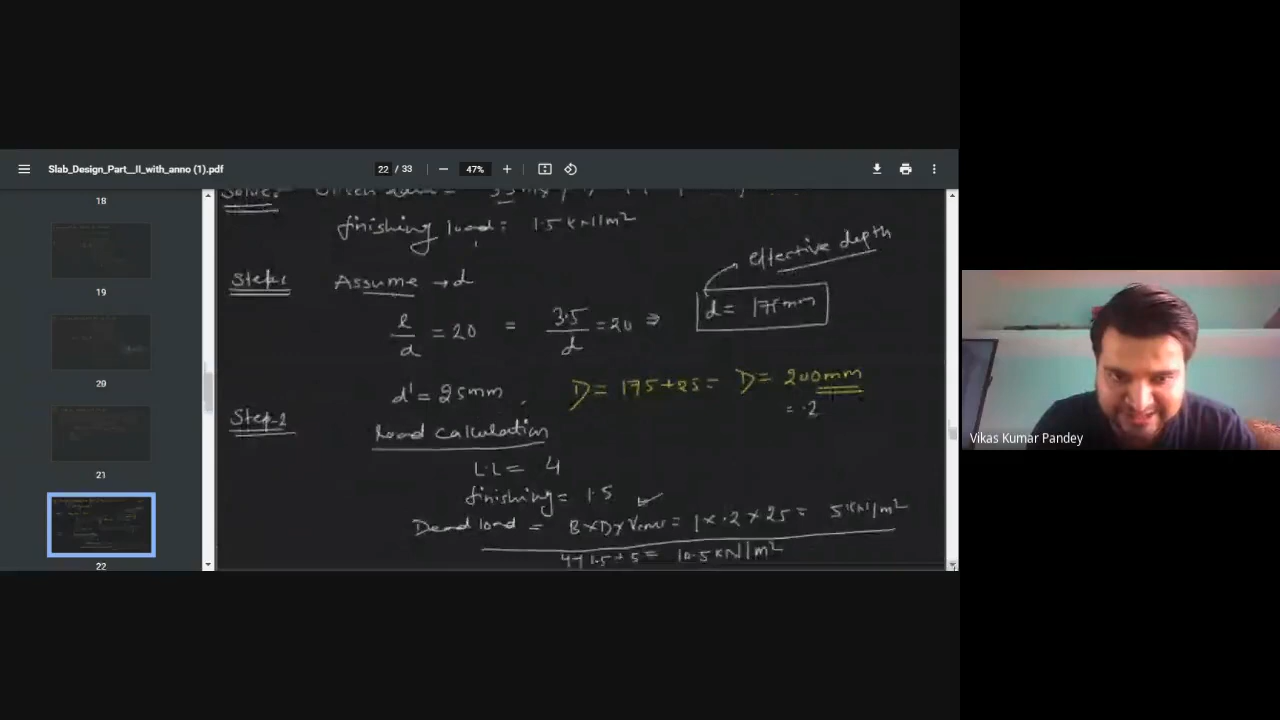 Slab_Design_Part__II_with_anno (1).pdf
22 / 33
47%
18
19
20
21
22
finishing load = 1.5 kN/m²
Step-1 Assume → d
effective depth
l/d = 20 = 3.5/d = 20 ⇒ d = 175mm
d' = 25mm, D = 175+25 = D = 200mm
= .2
Step-2
Load calculation
L.L = 4
finishing = 1.5
Dead load = B×D× = 1×.2×25 = 5 kN/m²
4+1.5+5 = 10.5 kN/m²
Vikas Kumar Pandey